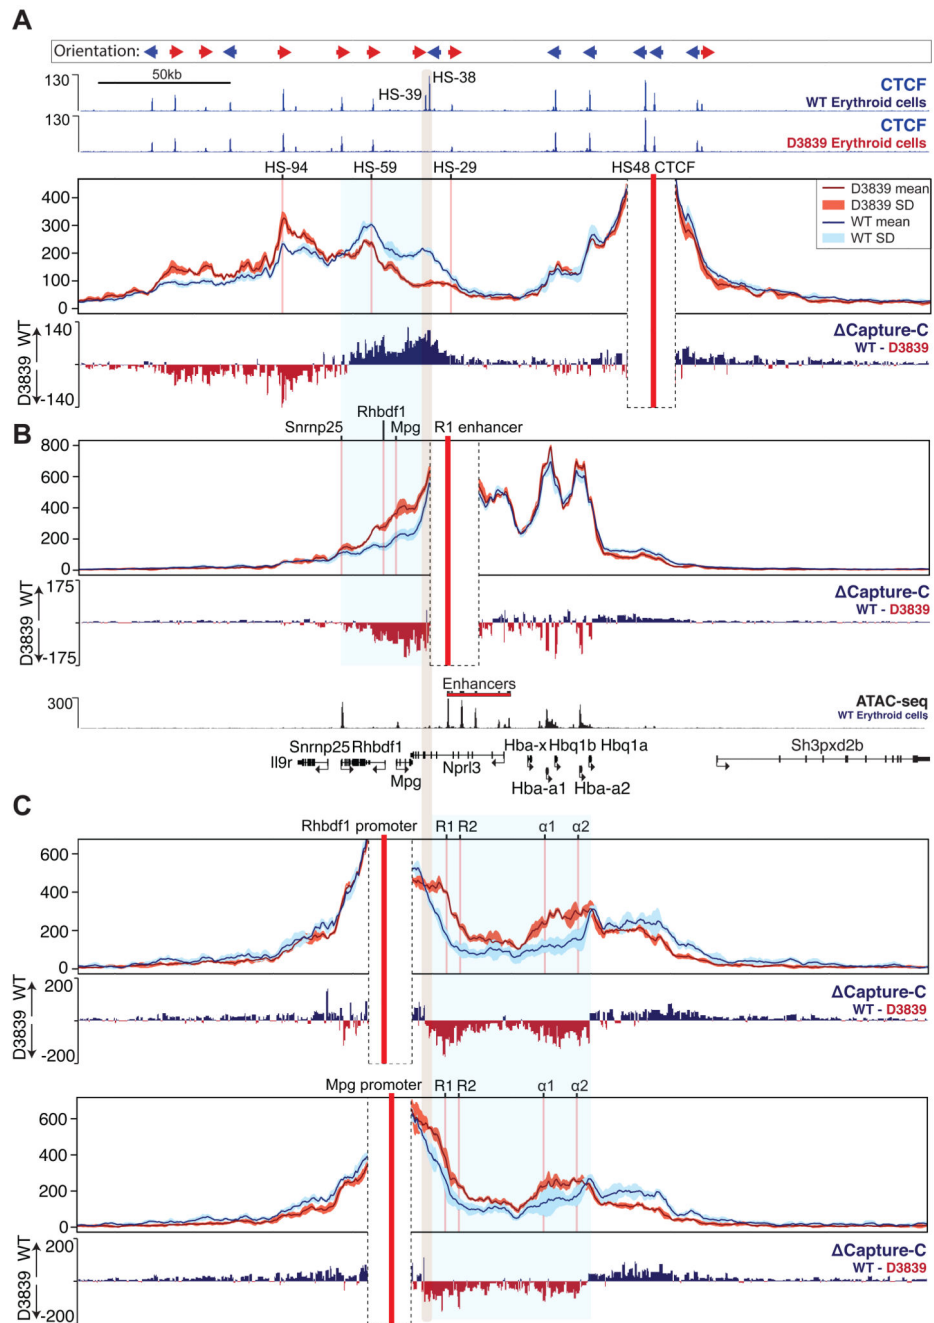 A
Orientation:
50kb
130
HS-38
HS-39
CTCF
WT Erythroid cells
130
CTCF
D3839 Erythroid cells
HS-94 HS-59 HS-29 HS48 CTCF
400
300
200
100
0
D3839 mean
D3839 SD
WT mean
WT SD
140
-140
D3839 WT
ΔCapture-C
WT - D3839
B
Snrnp25 Rhbdf1 Mpg R1 enhancer
800
600
400
200
0
175
-175
D3839 WT
ΔCapture-C
WT - D3839
Enhancers
300
ATAC-seq
WT Erythroid cells
Il9r Snrnp25 Rhbdf1 Mpg Nprl3 Hba-x Hbq1b Hbq1a Sh3pxd2b
Hba-a1 Hba-a2
C
Rhbdf1 promoter R1 R2 α1 α2
600
400
200
0
200
-200
D3839 WT
ΔCapture-C
WT - D3839
Mpg promoter R1 R2 α1 α2
600
400
200
0
200
-200
D3839 WT
ΔCapture-C
WT - D3839